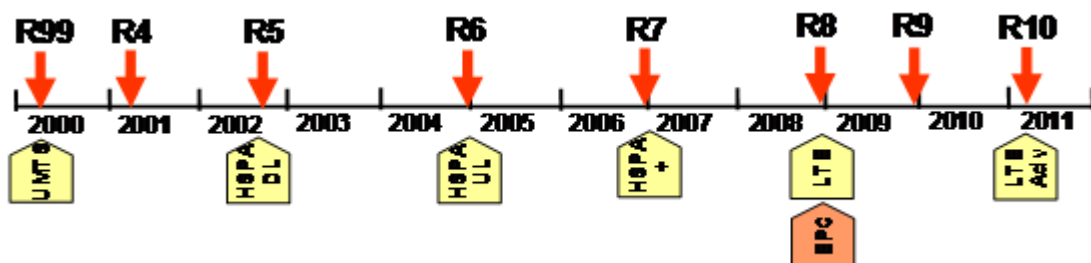 R99 R4 R5 R6 R7 R8 R9 R10
2000 2001 2002 2003 2004 2005 2006 2007 2008 2009 2010 2011
UMTS
HSPA
DL
HSPA
UL
HSPA
+
LTE
LTE
Adv
EPC